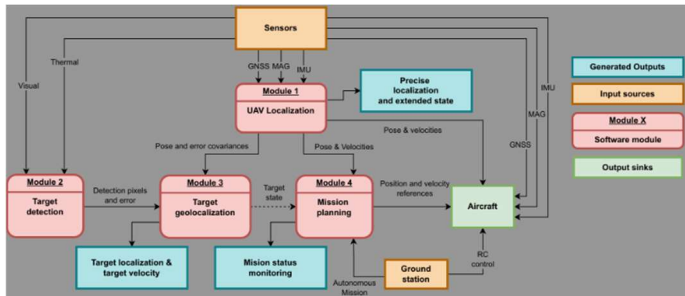 Sensors
Thermal
Visual
GNSS
MAG
IMU
Module 1
UAV Localization
Precise
localization
and extended state
Generated Outputs
Input sources
Module X
Software module
Output sinks
IMU
MAG
GNSS
Pose & velocities
Pose and error covariances
Pose & Velocities
Module 2
Target
detection
Detection pixels
and error
Module 3
Target
geolocalization
Target
state
Module 4
Mission
planning
Position and velocity
references
Aircraft
Target localization &
target velocity
Mision status
monitoring
Autonomous
Mission
Ground
station
RC
control